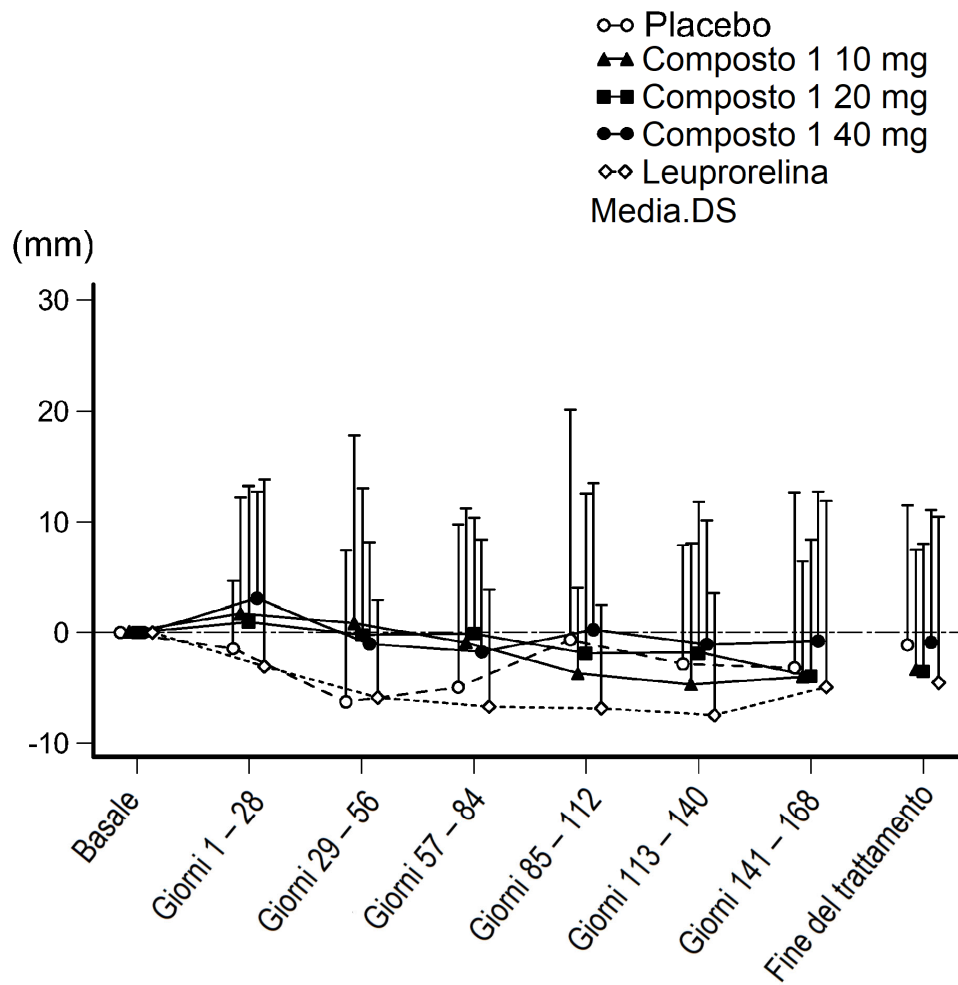 Placebo
Composto 1 10 mg
Composto 1 20 mg
Composto 1 40 mg
Leuprorelina
Media.DS
(mm)
30
20
10
0
-10
Basale
Giorni 1 – 28
Giorni 29 – 56
Giorni 57 – 84
Giorni 85 – 112
Giorni 113 – 140
Giorni 141 – 168
Fine del trattamento